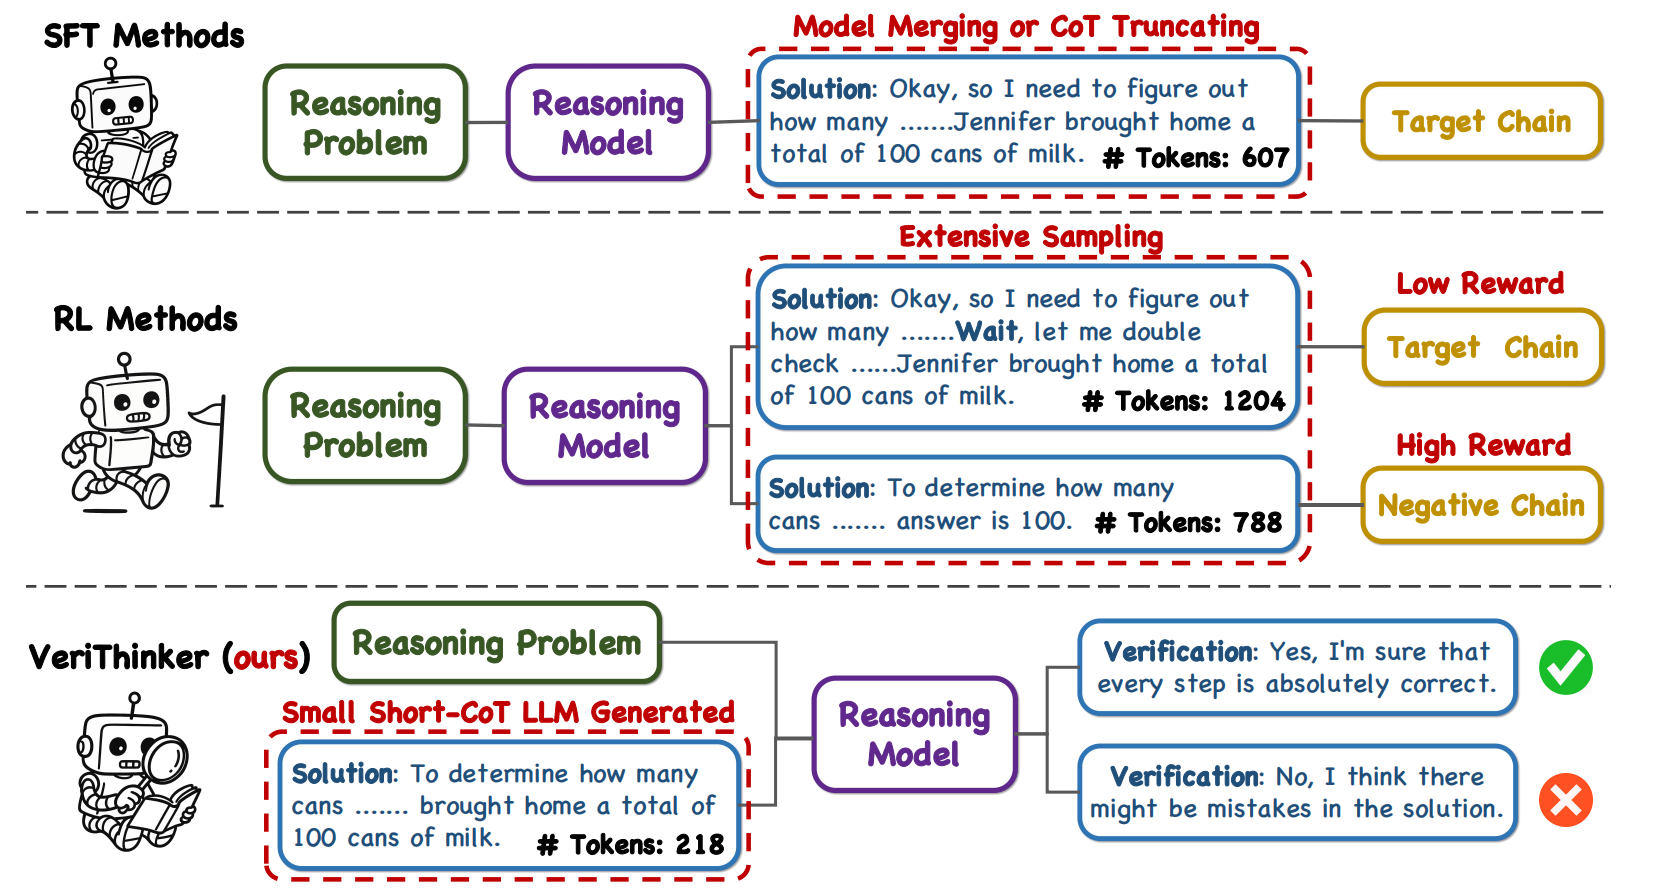 SFT Methods
Model Merging or CoT Truncating
Reasoning
Problem
Reasoning
Model
Solution: Okay, so I need to figure out
how many .......Jennifer brought home a
total of 100 cans of milk. # Tokens: 607
Target Chain
RL Methods
Extensive Sampling
Reasoning
Problem
Reasoning
Model
Solution: Okay, so I need to figure out
how many .......Wait, let me double
check ......Jennifer brought home a total
of 100 cans of milk. # Tokens: 1204
Low Reward
Target Chain
Solution: To determine how many
cans ....... answer is 100. # Tokens: 788
High Reward
Negative Chain
VeriThinker (ours)
Reasoning Problem
Small Short-CoT LLM Generated
Solution: To determine how many
cans ....... brought home a total of
100 cans of milk. # Tokens: 218
Reasoning
Model
Verification: Yes, I'm sure that
every step is absolutely correct.
Verification: No, I think there
might be mistakes in the solution.